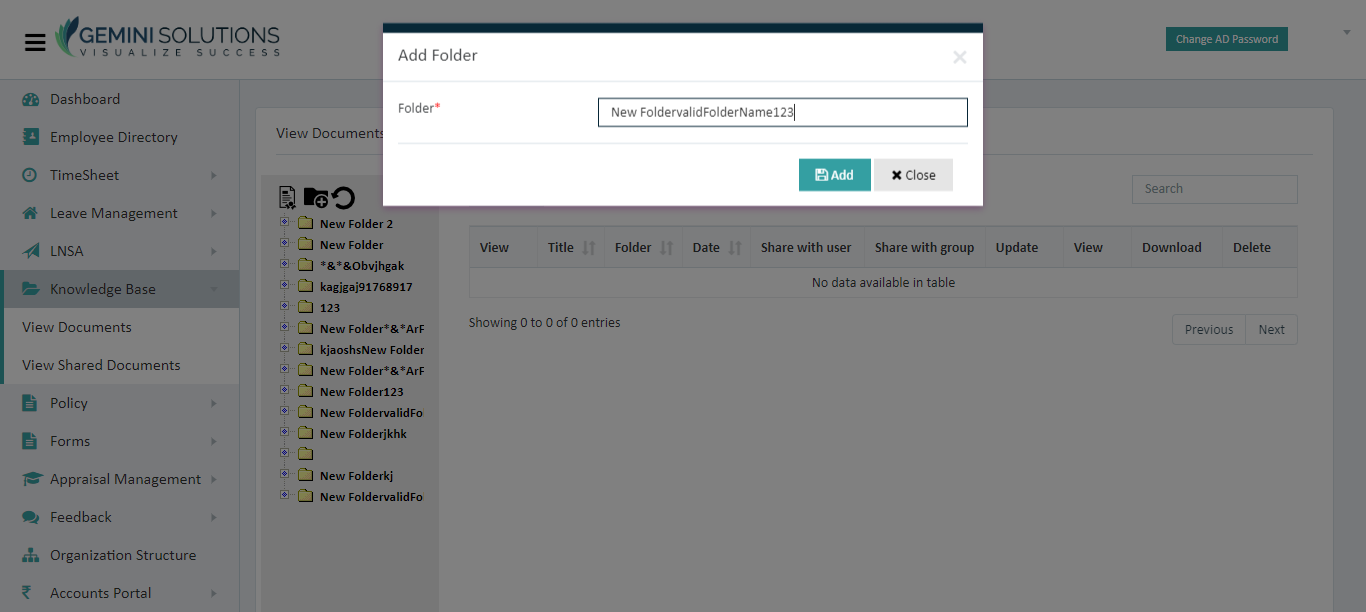 GEMINI SOLUTIONS
VISUALIZE SUCCESS
Change AD Password
Add Folder
Folder*
New FoldervalidFolderName123
Add
Close
Dashboard
Employee Directory
TimeSheet
Leave Management
LNSA
Knowledge Base
View Documents
View Shared Documents
Policy
Forms
Appraisal Management
Feedback
Organization Structure
Accounts Portal
View Documents
New Folder 2
New Folder
*&*&Obvjhgak
kagjgaj91768917
123
New Folder*&*ArF
kjaoshsNew Folder
New Folder*&*ArF
New Folder123
New FoldervalidFo
New Folderjkhk
New Folderkj
New FoldervalidFo
Search
View Title Folder Date Share with user Share with group Update View Download Delete
No data available in table
Showing 0 to 0 of 0 entries
Previous Next